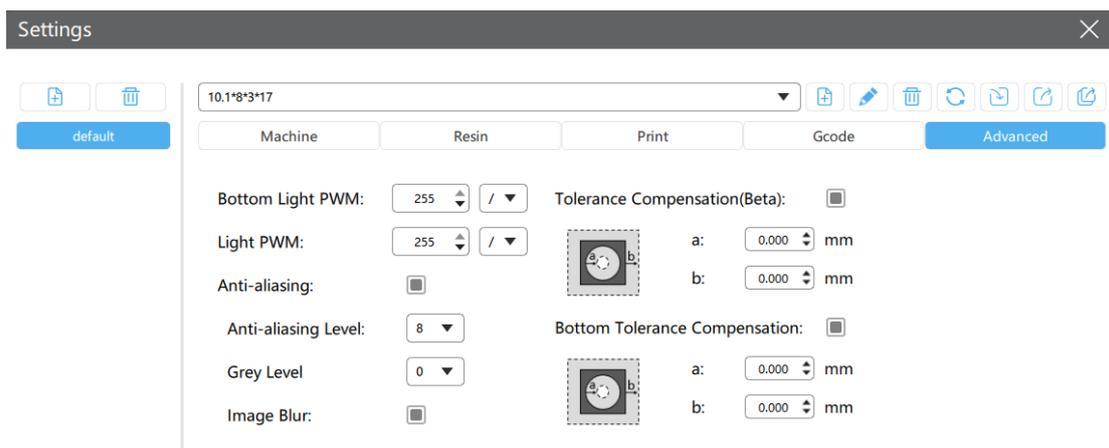 Settings
10.1*8*3*17
default
Machine Resin Print Gcode Advanced
Bottom Light PWM: 255 /
Light PWM: 255 /
Anti-aliasing:
Anti-aliasing Level: 8
Grey Level 0
Image Blur:
Tolerance Compensation(Beta):
a b
a: 0.000 mm
b: 0.000 mm
Bottom Tolerance Compensation:
a b
a: 0.000 mm
b: 0.000 mm